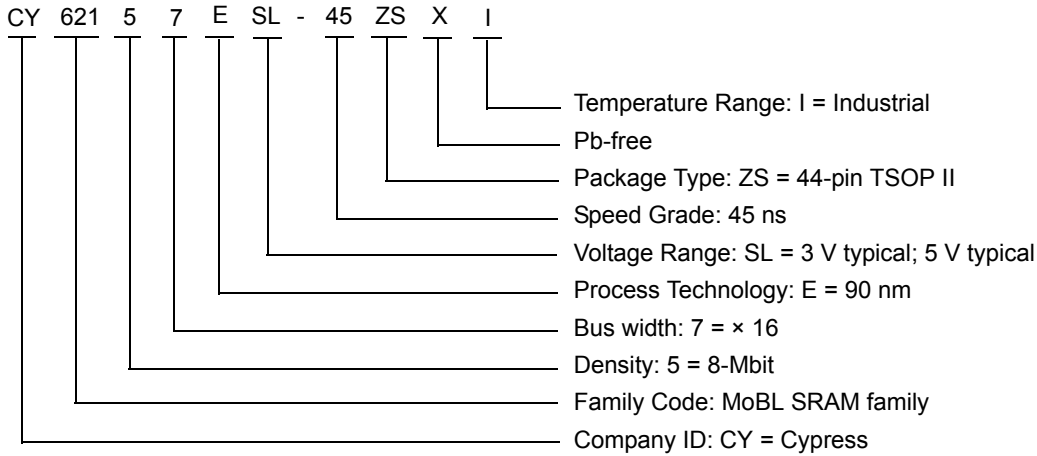 CY 621 5 7 E SL - 45 ZS X I
Temperature Range: I = Industrial
Pb-free
Package Type: ZS = 44-pin TSOP II
Speed Grade: 45 ns
Voltage Range: SL = 3 V typical; 5 V typical
Process Technology: E = 90 nm
Bus width: 7 = × 16
Density: 5 = 8-Mbit
Family Code: MoBL SRAM family
Company ID: CY = Cypress